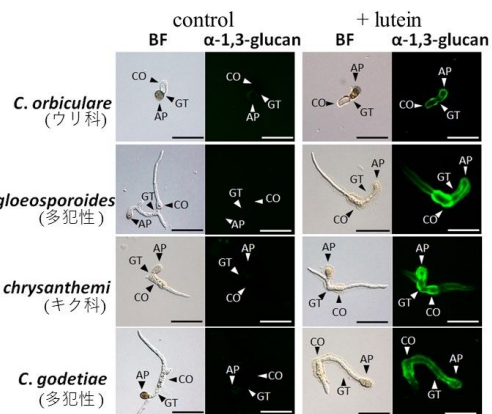 control + lutein
BF α-1,3-glucan BF α-1,3-glucan
C. orbiculare
(ウリ科)
CO GT AP CO GT AP AP CO GT AP CO GT
gloeosporoides
(多犯性)
GT CO AP GT CO AP AP GT CO AP GT CO
chrysanthemi
(キク科)
AP GT CO AP GT CO AP GT CO AP GT CO
C. godetiae
(多犯性)
AP CO GT AP CO GT CO AP GT CO AP GT